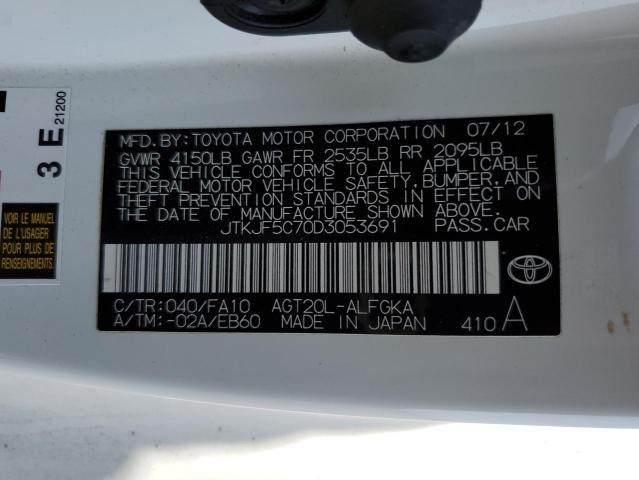 MFD. BY: TOYOTA MOTOR CORPORATION 07/12
GVWR 4150LB GAWR FR 2535LB RR 2095LB
THIS VEHICLE CONFORMS TO ALL APPLICABLE
FEDERAL MOTOR VEHICLE SAFETY, BUMPER, AND
THEFT PREVENTION STANDARDS IN EFFECT ON
THE DATE OF MANUFACTURE SHOWN ABOVE.
JTKJF5C70D3053691 PASS. CAR
C/TR: 040/FA10 AGT20L-ALFGKA
A/TM: -02A/EB60 MADE IN JAPAN 410 A
3 E 21200
VOIR LE MODE
DE L'USAGER
POUR PLUS DE
RENSEIGNEMENTS.